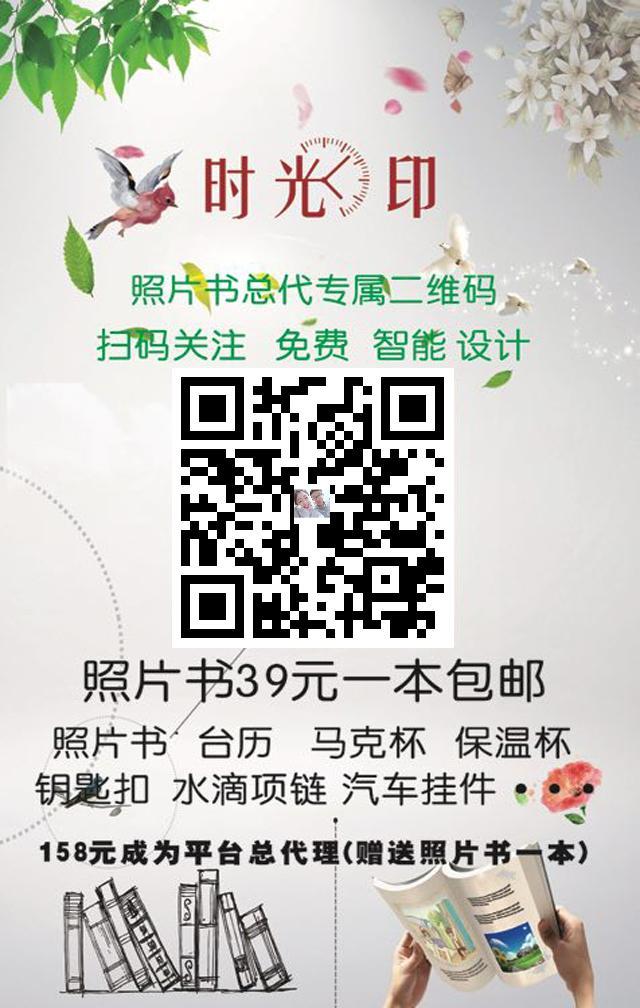 时光印
照片书总代专属二维码
扫码关注 免费 智能 设计
照片书39元一本包邮
照片书 台历 马克杯 保温杯
钥匙扣 水滴项链 汽车挂件
158元成为平台总代理(赠送照片书一本)